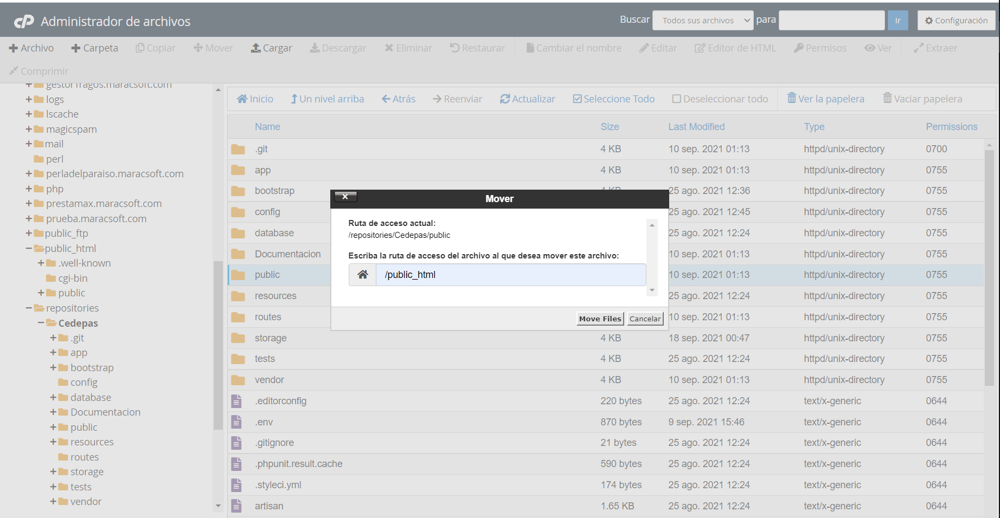 cP Administrador de archivos
Buscar Todos sus archivos para Ir Configuración
Archivo Carpeta Copiar Mover Cargar Descargar Eliminar Restaurar Cambiar el nombre Editar Editor de HTML Permisos Ver Extraer
Comprimir
gestorTragos.maracsoft.com
logs
lscache
magicspam
mail
perl
perladelparaiso.maracsoft.com
php
prestamax.maracsoft.com
prueba.maracsoft.com
public_ftp
public_html
.well-known
cgi-bin
public
repositories
Cedepas
.git
app
bootstrap
config
database
Documentacion
public
resources
routes
storage
tests
vendor
Inicio Un nivel arriba Atrás Reenviar Actualizar Seleccione Todo Deseleccionar todo Ver la papelera Vaciar papelera
Name Size Last Modified Type Permissions
.git 4 KB 10 sep. 2021 01:13 httpd/unix-directory 0700
app 4 KB 10 sep. 2021 01:13 httpd/unix-directory 0755
bootstrap 4 KB 25 ago. 2021 12:36 httpd/unix-directory 0755
config 25 ago. 2021 12:45 httpd/unix-directory 0755
database 25 ago. 2021 12:24 httpd/unix-directory 0755
Documentacion 10 sep. 2021 01:13 httpd/unix-directory 0755
public 10 sep. 2021 01:13 httpd/unix-directory 0755
resources 25 ago. 2021 12:24 httpd/unix-directory 0755
routes 10 sep. 2021 01:13 httpd/unix-directory 0755
storage 4 KB 18 sep. 2021 00:47 httpd/unix-directory 0755
tests 4 KB 25 ago. 2021 12:24 httpd/unix-directory 0755
vendor 4 KB 10 sep. 2021 01:13 httpd/unix-directory 0755
.editorconfig 220 bytes 25 ago. 2021 12:24 text/x-generic 0644
.env 870 bytes 9 sep. 2021 15:46 text/x-generic 0644
.gitignore 21 bytes 25 ago. 2021 12:24 text/x-generic 0644
.phpunit.result.cache 590 bytes 25 ago. 2021 12:24 text/x-generic 0644
.styleci.yml 174 bytes 25 ago. 2021 12:24 text/x-generic 0644
artisan 1.65 KB 25 ago. 2021 12:24 text/x-generic 0644
Mover
Ruta de acceso actual:
/repositories/Cedepas/public
Escriba la ruta de acceso del archivo al que desea mover este archivo:
/public_html
Move Files Cancelar